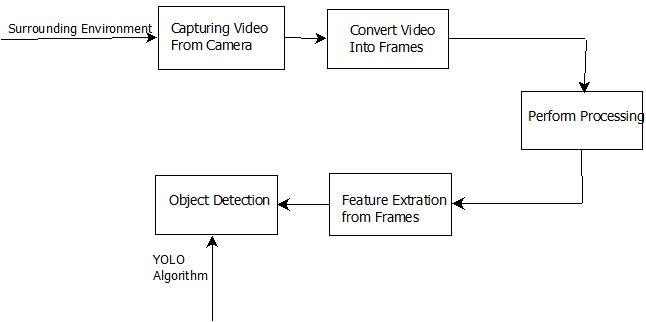 Surrounding Environment
Capturing Video
From Camera
Convert Video
Into Frames
Perform Processing
Feature Extration
from Frames
Object Detection
YOLO
Algorithm